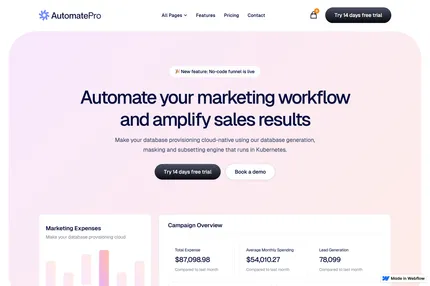 AutomatePro
All Pages
Features
Pricing
Contact
Try 14 days free trial
New feature: No-code funnel is live
Automate your marketing workflow
and amplify sales results
Make your database provisioning cloud-native using our database generation,
masking and subsetting engine that runs in Kubernetes.
Try 14 days free trial
Book a demo
Marketing Expenses
Make your database provisioning cloud
Campaign Overview
Total Expense
$87,098.98
Compared to last month
Average Monthly Spending
$54,010.27
Compared to last month
Lead Generation
78,099
Compared to last month
Made in Webflow